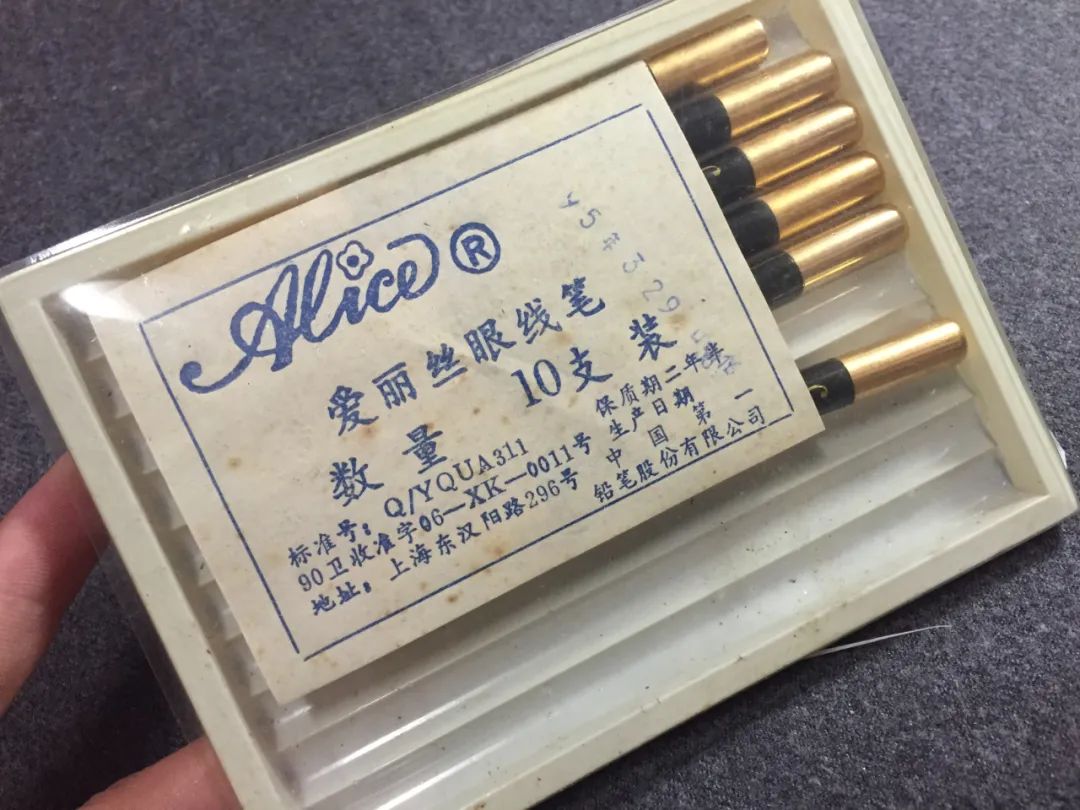 Alice®
爱丽丝眼线笔
数量 10支装
标准号: Q/YQUA311
90卫妆准字06-XK-0011号
地址: 上海东汉阳路296号
保质期二年半
生产日期
中国第一
铅笔股份有限公司